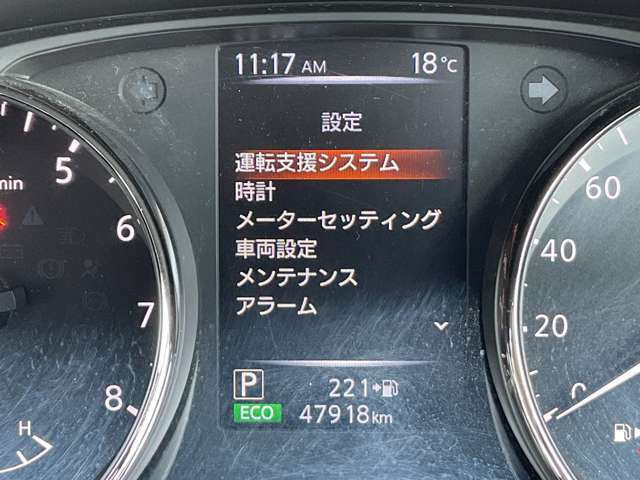 11:17 AM 18℃
設定
運転支援システム
時計
メーターセッティング
車両設定
メンテナンス
アラーム
P 221
ECO 47918km
min
5
6
7
8
H
60
40
20
0